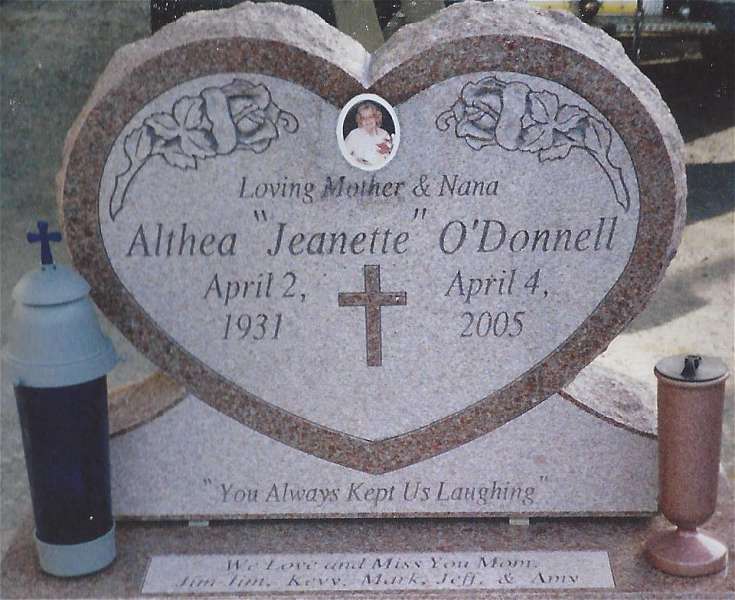 Loving Mother & Nana
Althea "Jeanette" O'Donnell
April 2, 1931
April 4, 2005
"You Always Kept Us Laughing"
We Love and Miss You Mom,
Jim-Jim, Kevy, Mark, Jeff, & Amy